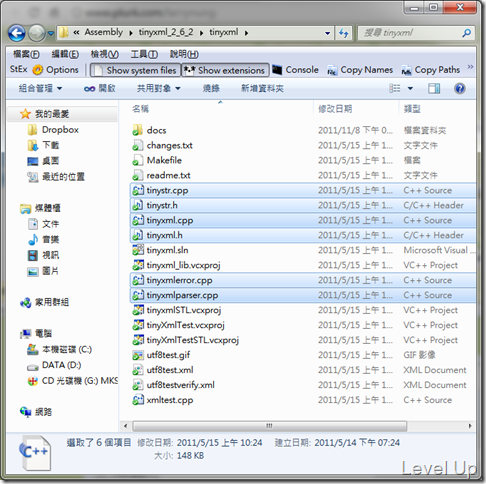 Assembly ▸ tinyxml_2_6_2 ▸ tinyxml ▸
搜尋 tinyxml
檔案(F) 編輯(E) 檢視(V) 工具(T) 說明(H)
StEx Options Show system files Show extensions Console Copy Names Copy Paths »
組合管理 開啟 共用對象 燒錄 新增資料夾
我的最愛
Dropbox
下載
桌面
最近的位置
媒體櫃
文件
音樂
視訊
圖片
家用群組
電腦
本機磁碟 (C:)
DATA (D:)
CD 光碟機 (G:) MKS
網路
名稱 修改日期 類型
docs 2011/11/8 下午 0... 檔案資料夾
changes.txt 2011/5/15 上午 1... 文字文件
Makefile 2011/5/15 上午 1... 檔案
readme.txt 2011/5/15 上午 1... 文字文件
tinystr.cpp 2011/5/15 上午 1... C++ Source
tinystr.h 2011/5/15 上午 1... C/C++ Header
tinyxml.cpp 2011/5/15 上午 1... C++ Source
tinyxml.h 2011/5/15 上午 1... C/C++ Header
tinyxml.sln 2011/5/15 上午 1... Microsoft Visual
tinyxml_lib.vcxproj 2011/5/15 上午 1... VC++ Project
tinyxmlerror.cpp 2011/5/15 上午 1... C++ Source
tinyxmlparser.cpp 2011/5/15 上午 1... C++ Source
tinyxmlSTL.vcxproj 2011/5/15 上午 1... VC++ Project
tinyXmlTest.vcxproj 2011/5/15 上午 1... VC++ Project
tinyXmlTestSTL.vcxproj 2011/5/15 上午 1... VC++ Project
utf8test.gif 2011/5/15 上午 1... GIF 影像
utf8test.xml 2011/5/15 上午 1... XML Document
utf8testverify.xml 2011/5/15 上午 1... XML Document
xmltest.cpp 2011/5/15 上午 1... C++ Source
選取了 6 個項目 修改日期: 2011/5/15 上午 10:24 建立日期: 2011/5/14 下午 07:24
大小: 148 KB
C++
Level Up